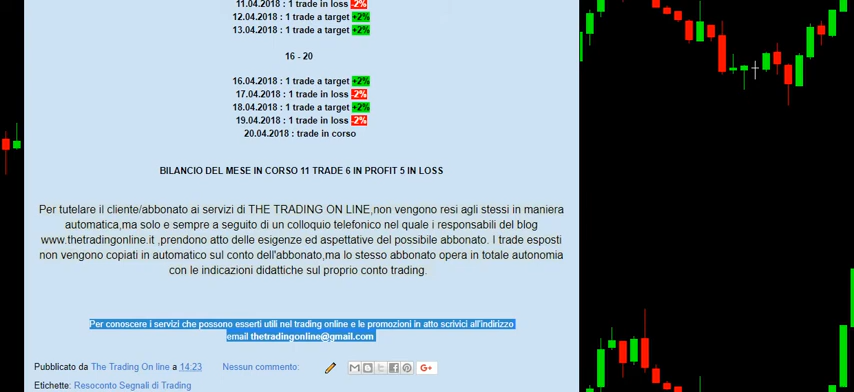 11.04.2018 : 1 trade in loss -2%
12.04.2018 : 1 trade a target +2%
13.04.2018 : 1 trade a target +2%
16 - 20
16.04.2018 : 1 trade a target +2%
17.04.2018 : 1 trade in loss -2%
18.04.2018 : 1 trade a target +2%
19.04.2018 : 1 trade in loss -2%
20.04.2018 : trade in corso
BILANCIO DEL MESE IN CORSO 11 TRADE 6 IN PROFIT 5 IN LOSS
Per tutelare il cliente/abbonato ai servizi di THE TRADING ON LINE,non vengono resi agli stessi in maniera
automatica,ma solo e sempre a seguito di un colloquio telefonico nel quale i responsabili del blog
www.thetradingonline.it ,prendono atto delle esigenze ed aspettative del possibile abbonato. I trade esposti
non vengono copiati in automatico sul conto dell'abbonato,ma lo stesso abbonato opera in totale autonomia
con le indicazioni didattiche sul proprio conto trading.
Per conoscere i servizi che possono esserti utili nel trading online e le promozioni in atto scrivici all'indirizzo
email thetradingonline@gmail.com
Pubblicato da The Trading On line a 14:23 Nessun commento: G+
Etichette: Resoconto Segnali di Trading